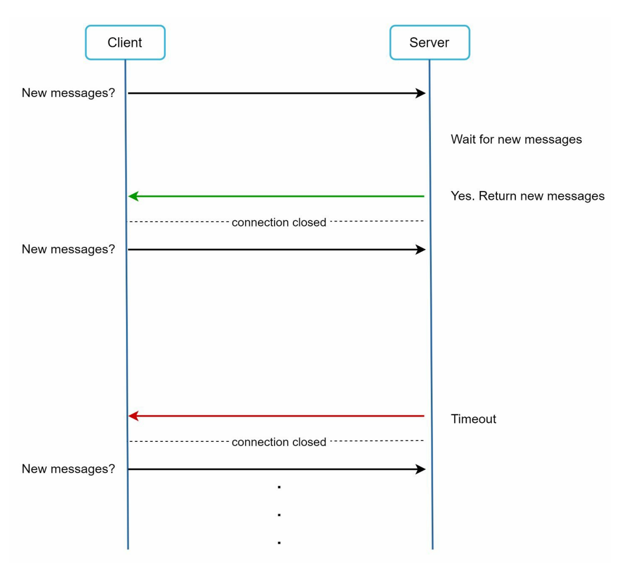 Client
Server
New messages?
Wait for new messages
Yes. Return new messages
connection closed
New messages?
Timeout
connection closed
New messages?